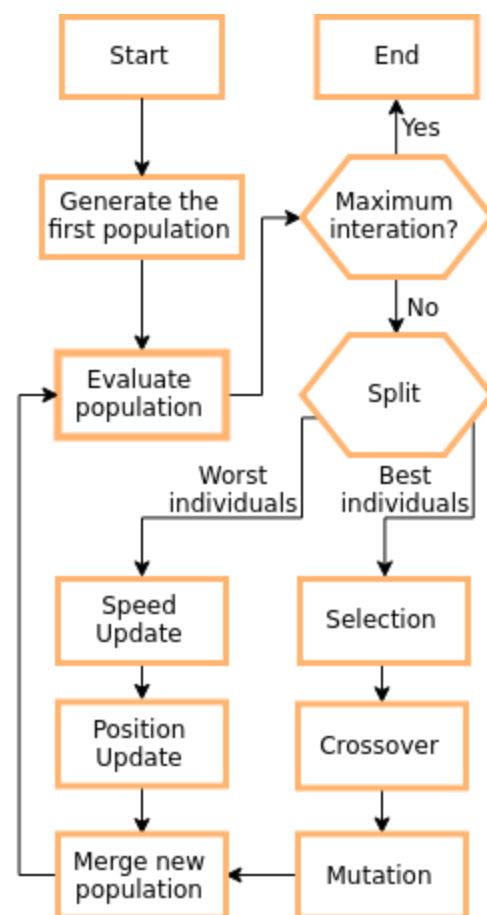 Start
End
Yes
Generate the
first population
Maximum
interation?
No
Evaluate
population
Split
Worst
individuals
Best
individuals
Speed
Update
Selection
Position
Update
Crossover
Merge new
population
Mutation